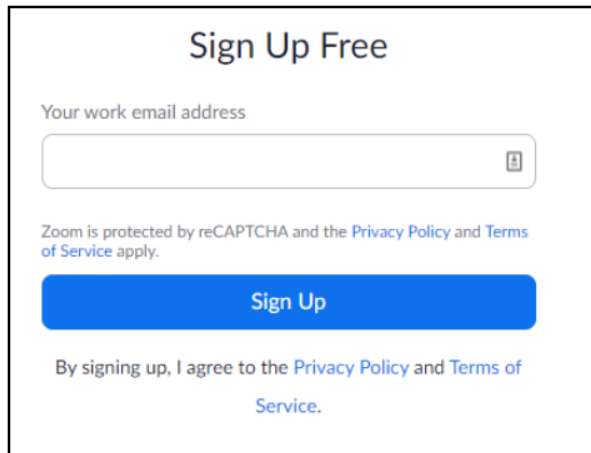 Sign Up Free
Your work email address
Zoom is protected by reCAPTCHA and the Privacy Policy and Terms
of Service apply.
Sign Up
By signing up, I agree to the Privacy Policy and Terms of
Service.